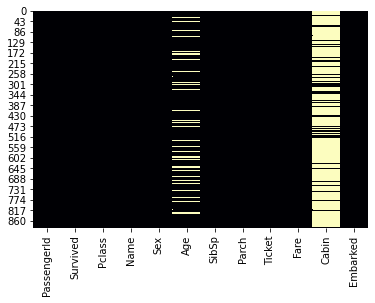 0
43
86
129
172
215
258
301
344
387
430
473
516
559
602
645
688
731
774
817
860
PassengerId
Survived
Pclass
Name
Sex
Age
SibSp
Parch
Ticket
Fare
Cabin
Embarked